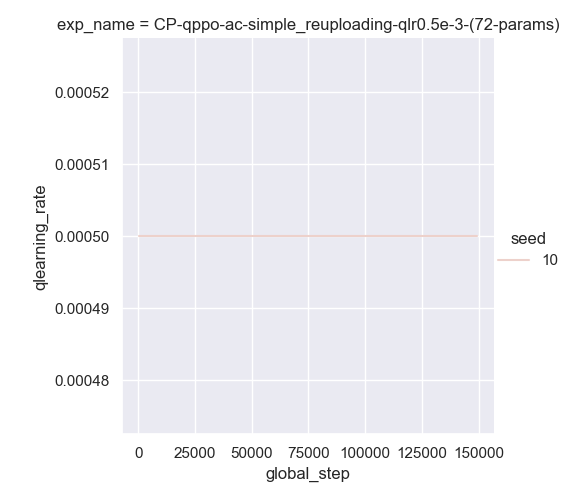 exp_name = CP-qppo-ac-simple_reuploading-qlr0.5e-3-(72-params)
0.00052
0.00051
0.00050
0.00049
0.00048
qlearning_rate
seed
10
0 25000 50000 75000 100000 125000 150000
global_step